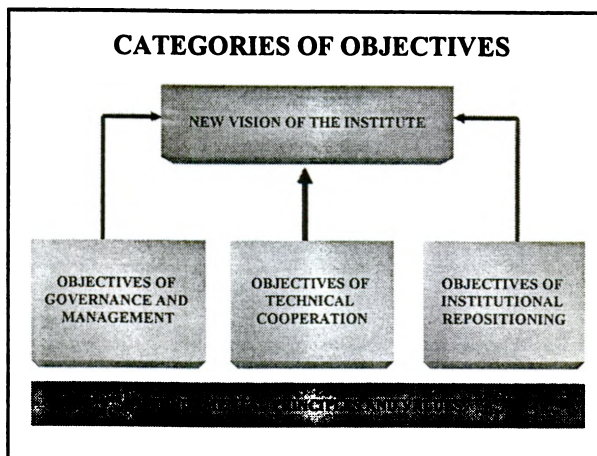 CATEGORIES OF OBJECTIVES
NEW VISION OF THE INSTITUTE
OBJECTIVES OF
GOVERNANCE AND
MANAGEMENT
OBJECTIVES OF
TECHNICAL
COOPERATION
OBJECTIVES OF
INSTITUTIONAL
REPOSITIONING